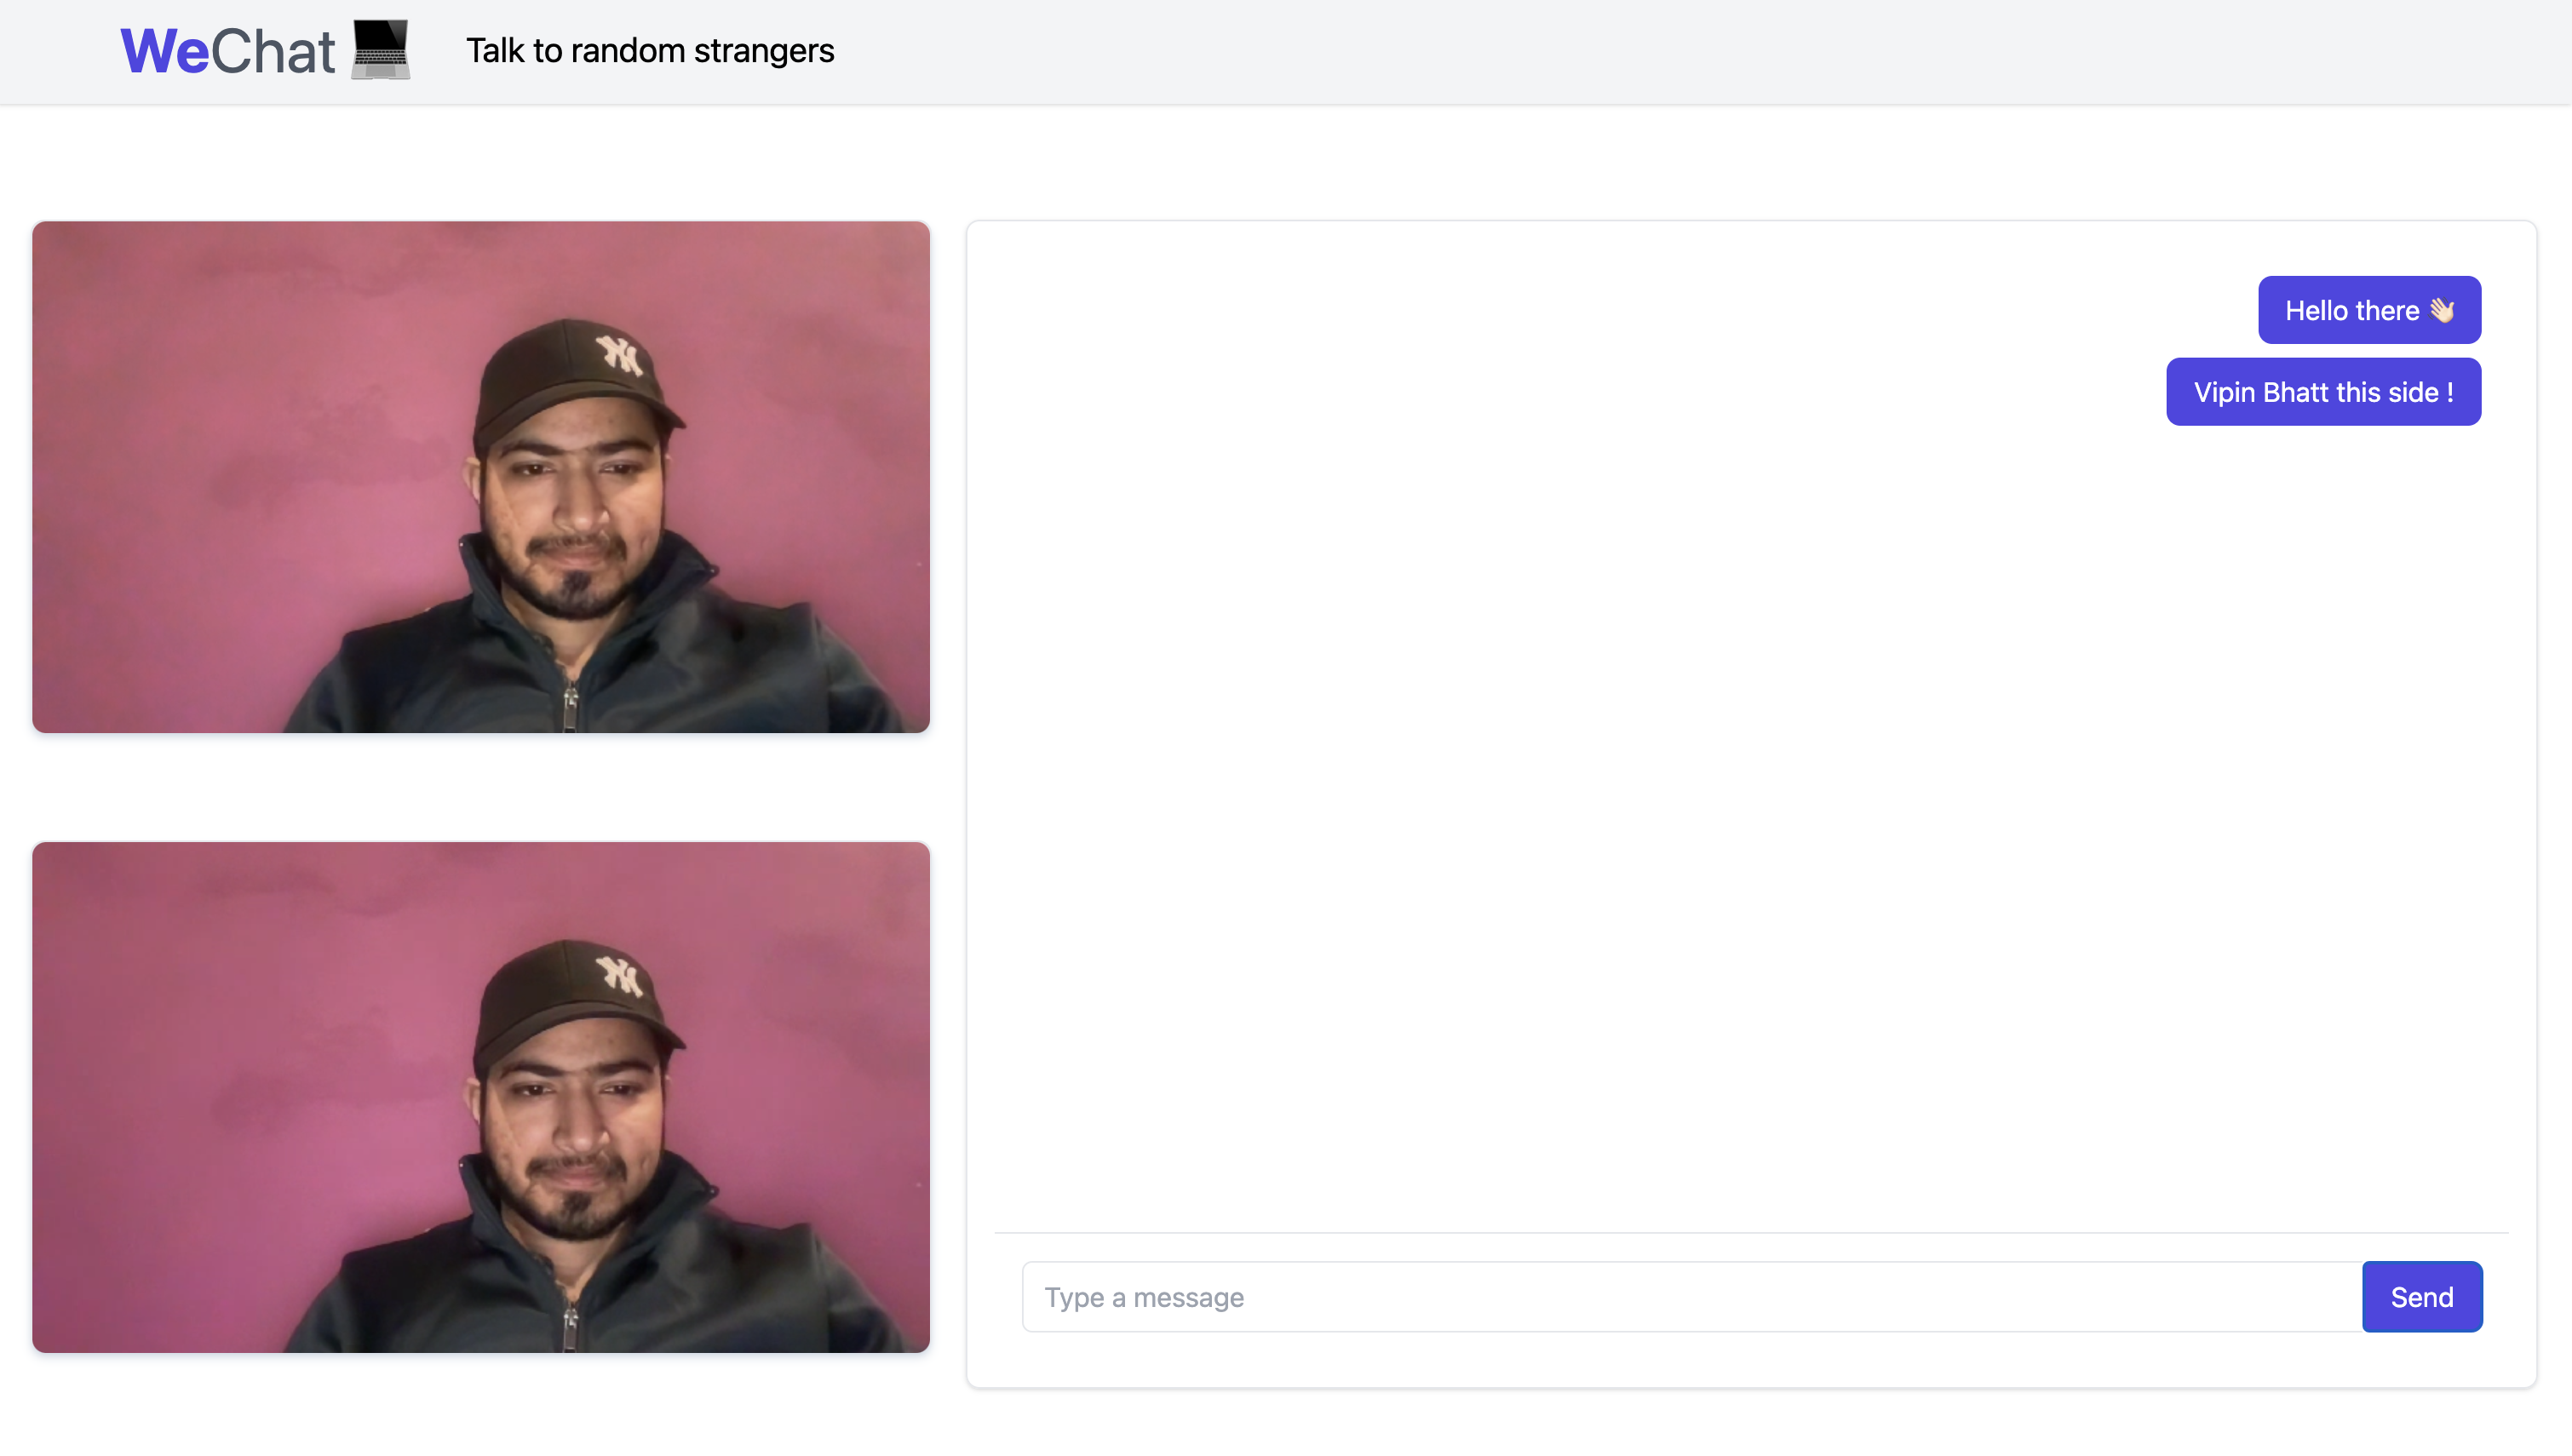 WeChat 💻 Talk to random strangers
Hello there 👋🏻
Vipin Bhatt this side !
Type a message
Send